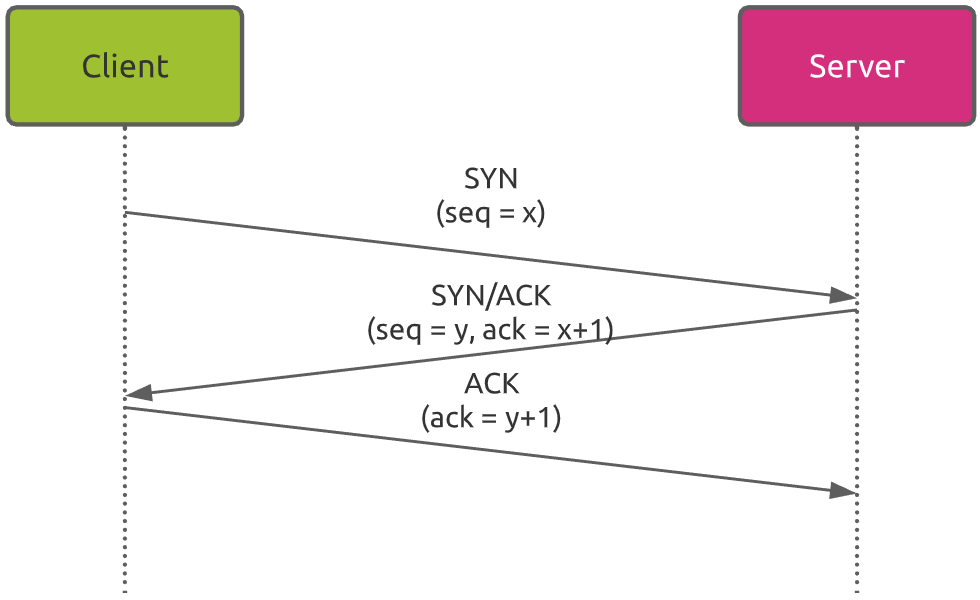 Client
Server
SYN
(seq = x)
SYN/ACK
(seq = y, ack = x+1)
ACK
(ack = y+1)